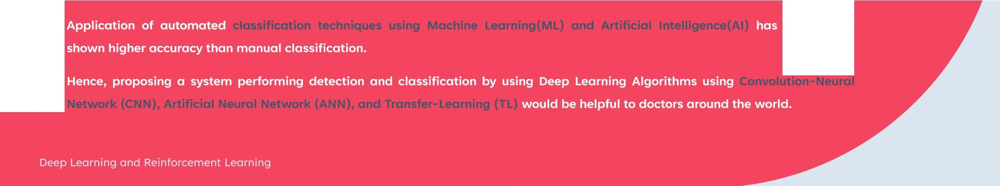 Application of automated classification techniques using Machine Learning(ML) and Artificial Intelligence(AI) has
shown higher accuracy than manual classification.
Hence, proposing a system performing detection and classification by using Deep Learning Algorithms using Convolution-Neural
Network (CNN), Artificial Neural Network (ANN), and Transfer-Learning (TL) would be helpful to doctors around the world.
Deep Learning and Reinforcement Learning